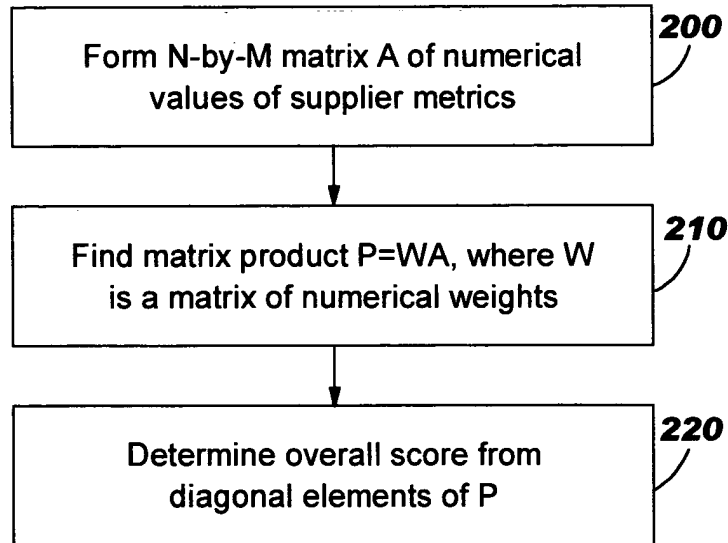 200
Form N-by-M matrix A of numerical
values of supplier metrics
210
Find matrix product P=WA, where W
is a matrix of numerical weights
220
Determine overall score from
diagonal elements of P